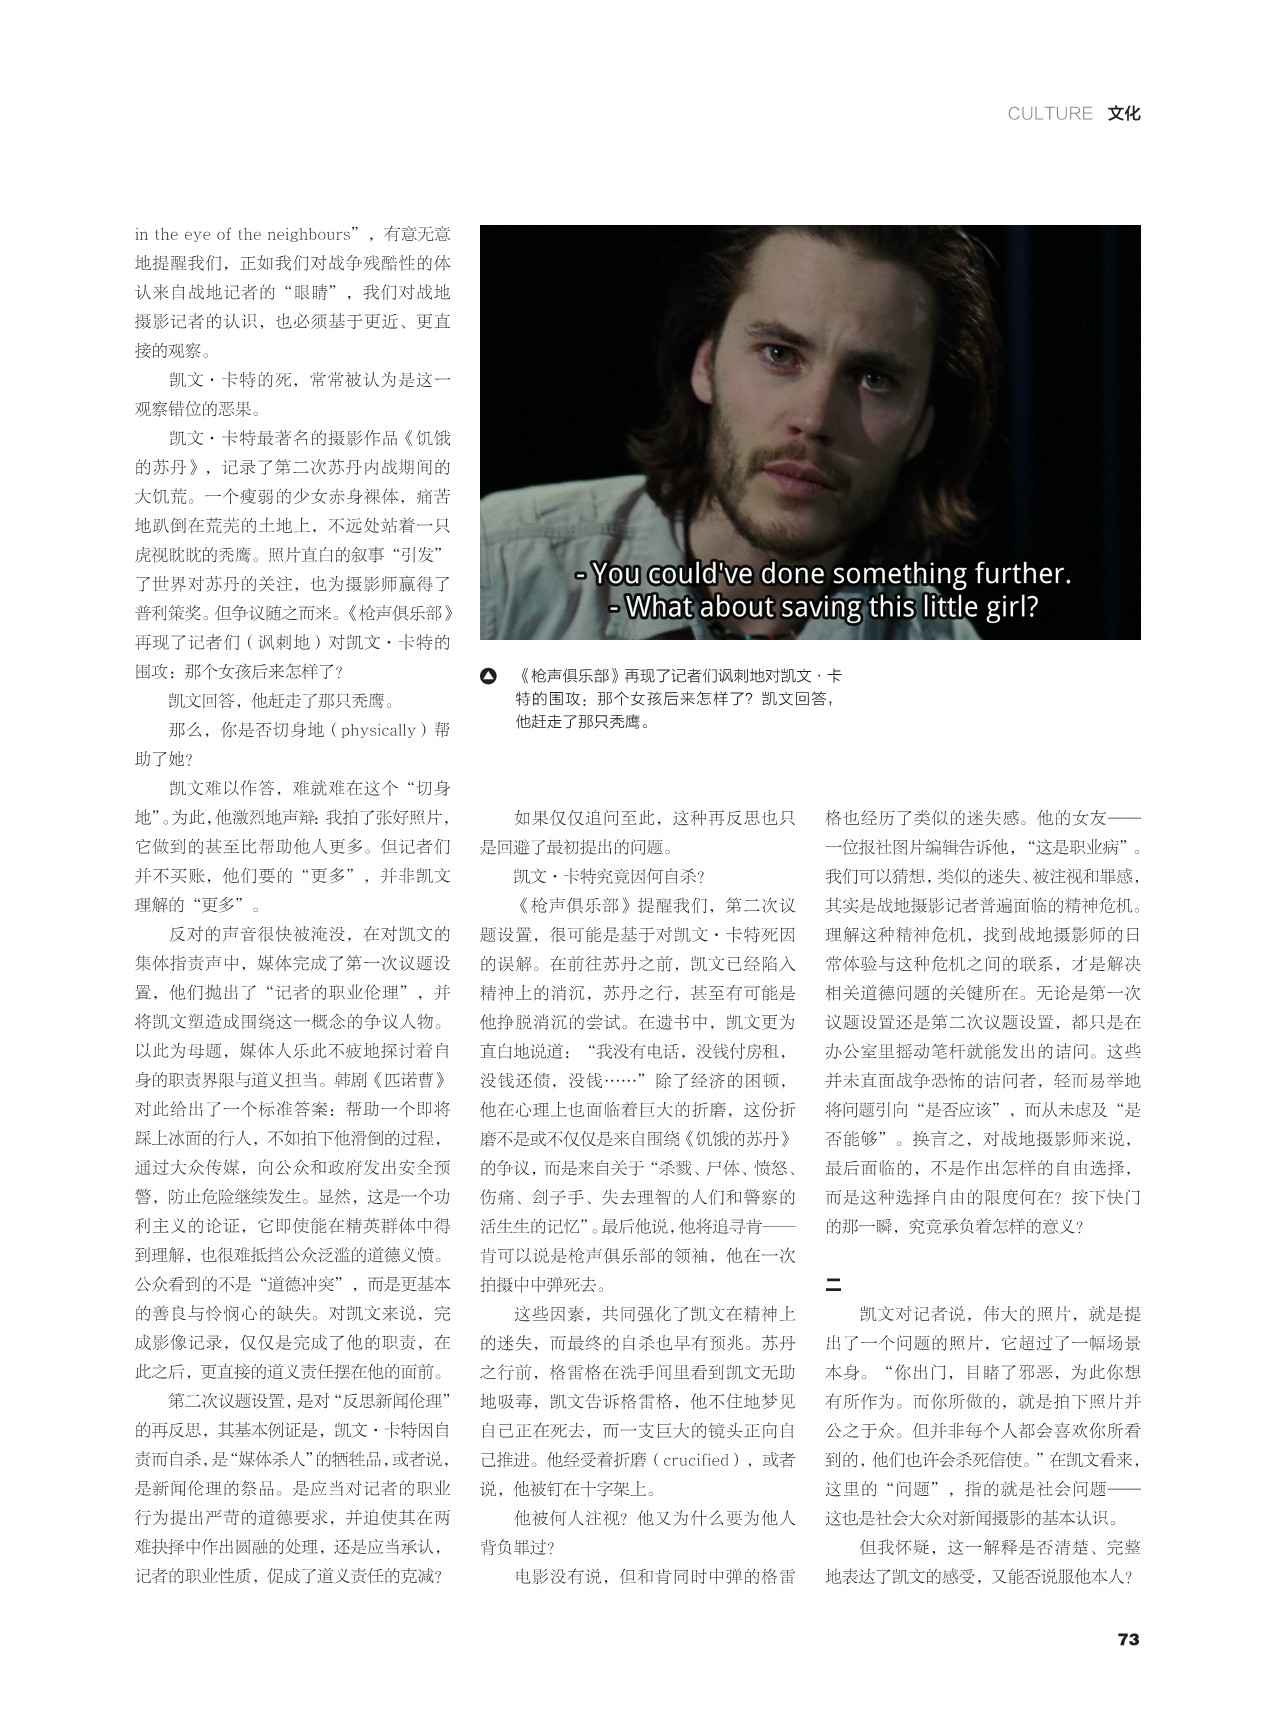 CULTURE 文化
in the eye of the neighbours”，有意无意
地提醒我们，正如我们对战争残酷性的体
认来自战地记者的“眼睛”，我们对战地
摄影记者的认识，也必须基于更近、更直
接的观察。
凯文·卡特的死，常常被认为是这一
观察错位的恶果。
凯文·卡特最著名的摄影作品《饥饿
的苏丹》，记录了第二次苏丹内战期间的
大饥荒。一个瘦弱的少女赤身裸体，痛苦
地趴倒在荒芜的土地上，不远处站着一只
虎视眈眈的秃鹰。照片直白的叙事“引发”
了世界对苏丹的关注，也为摄影师赢得了
普利策奖。但争议随之而来。《枪声俱乐部》
再现了记者们（讽刺地）对凯文·卡特的
围攻：那个女孩后来怎样了？
凯文回答，他赶走了那只秃鹰。
那么，你是否切身地（physically）帮
助了她？
凯文难以作答，难就难在这个“切身
地”。为此，他激烈地声辩：我拍了张好照片，
它做到的甚至比帮助他人更多。但记者们
并不买账，他们要的“更多”，并非凯文
理解的“更多”。
反对的声音很快被淹没，在对凯文的
集体指责声中，媒体完成了第一次议题设
置，他们抛出了“记者的职业伦理”，并
将凯文塑造成围绕这一概念的争议人物。
以此为母题，媒体人乐此不疲地探讨着自
身的职责界限与道义担当。韩剧《匹诺曹》
对此给出了一个标准答案：帮助一个即将
踩上冰面的行人，不如拍下他滑倒的过程，
通过大众传媒，向公众和政府发出安全预
警，防止危险继续发生。显然，这是一个功
利主义的论证，它即使能在精英群体中得
到理解，也很难抵挡公众泛滥的道德义愤。
公众看到的不是“道德冲突”，而是更基本
的善良与怜悯心的缺失。对凯文来说，完
成影像记录，仅仅是完成了他的职责，在
此之后，更直接的道义责任摆在他的面前。
第二次议题设置，是对“反思新闻伦理”
的再反思，其基本例证是，凯文·卡特因自
责而自杀，是“媒体杀人”的牺牲品，或者说，
是新闻伦理的祭品。是应当对记者的职业
行为提出严苛的道德要求，并迫使其在两
难抉择中作出圆融的处理，还是应当承认，
记者的职业性质，促成了道义责任的克减？
- You could've done something further.
- What about saving this little girl?
《枪声俱乐部》再现了记者们讽刺地对凯文·卡
特的围攻：那个女孩后来怎样了？凯文回答，
他赶走了那只秃鹰。
如果仅仅追问至此，这种再反思也只
是回避了最初提出的问题。
凯文·卡特究竟因何自杀？
《枪声俱乐部》提醒我们，第二次议
题设置，很可能是基于对凯文·卡特死因
的误解。在前往苏丹之前，凯文已经陷入
精神上的消沉，苏丹之行，甚至有可能是
他挣脱消沉的尝试。在遗书中，凯文更为
直白地说道：“我没有电话，没钱付房租，
没钱还债，没钱……”除了经济的困顿，
他在心理上也面临着巨大的折磨，这份折
磨不是或不仅仅是来自围绕《饥饿的苏丹》
的争议，而是来自关于“杀戮、尸体、愤怒、
伤痛、刽子手、失去理智的人们和警察的
活生生的记忆”。最后他说，他将追寻肯——
肯可以说是枪声俱乐部的领袖，他在一次
拍摄中中弹死去。
这些因素，共同强化了凯文在精神上
的迷失，而最终的自杀也早有预兆。苏丹
之行前，格雷格在洗手间里看到凯文无助
地吸毒，凯文告诉格雷格，他不住地梦见
自己正在死去，而一支巨大的镜头正向自
己推进。他经受着折磨（crucified），或者
说，他被钉在十字架上。
他被何人注视？他又为什么要为他人
背负罪过？
电影没有说，但和肯同时中弹的格雷
格也经历了类似的迷失感。他的女友——
一位报社图片编辑告诉他，“这是职业病”。
我们可以猜想，类似的迷失、被注视和罪感，
其实是战地摄影记者普遍面临的精神危机。
理解这种精神危机，找到战地摄影师的日
常体验与这种危机之间的联系，才是解决
相关道德问题的关键所在。无论是第一次
议题设置还是第二次议题设置，都只是在
办公室里摇动笔杆就能发出的诘问。这些
并未直面战争恐怖的诘问者，轻而易举地
将问题引向“是否应该”，而从未虑及“是
否能够”。换言之，对战地摄影师来说，
最后面临的，不是作出怎样的自由选择，
而是这种选择自由的限度何在？按下快门
的那一瞬，究竟承负着怎样的意义？
二
凯文对记者说，伟大的照片，就是提
出了一个问题的照片，它超过了一幅场景
本身。“你出门，目睹了邪恶，为此你想
有所作为。而你所做的，就是拍下照片并
公之于众。但并非每个人都会喜欢你所看
到的，他们也许会杀死信使。”在凯文看来，
这里的“问题”，指的就是社会问题——
这也是社会大众对新闻摄影的基本认识。
但我怀疑，这一解释是否清楚、完整
地表达了凯文的感受，又能否说服他本人？
73